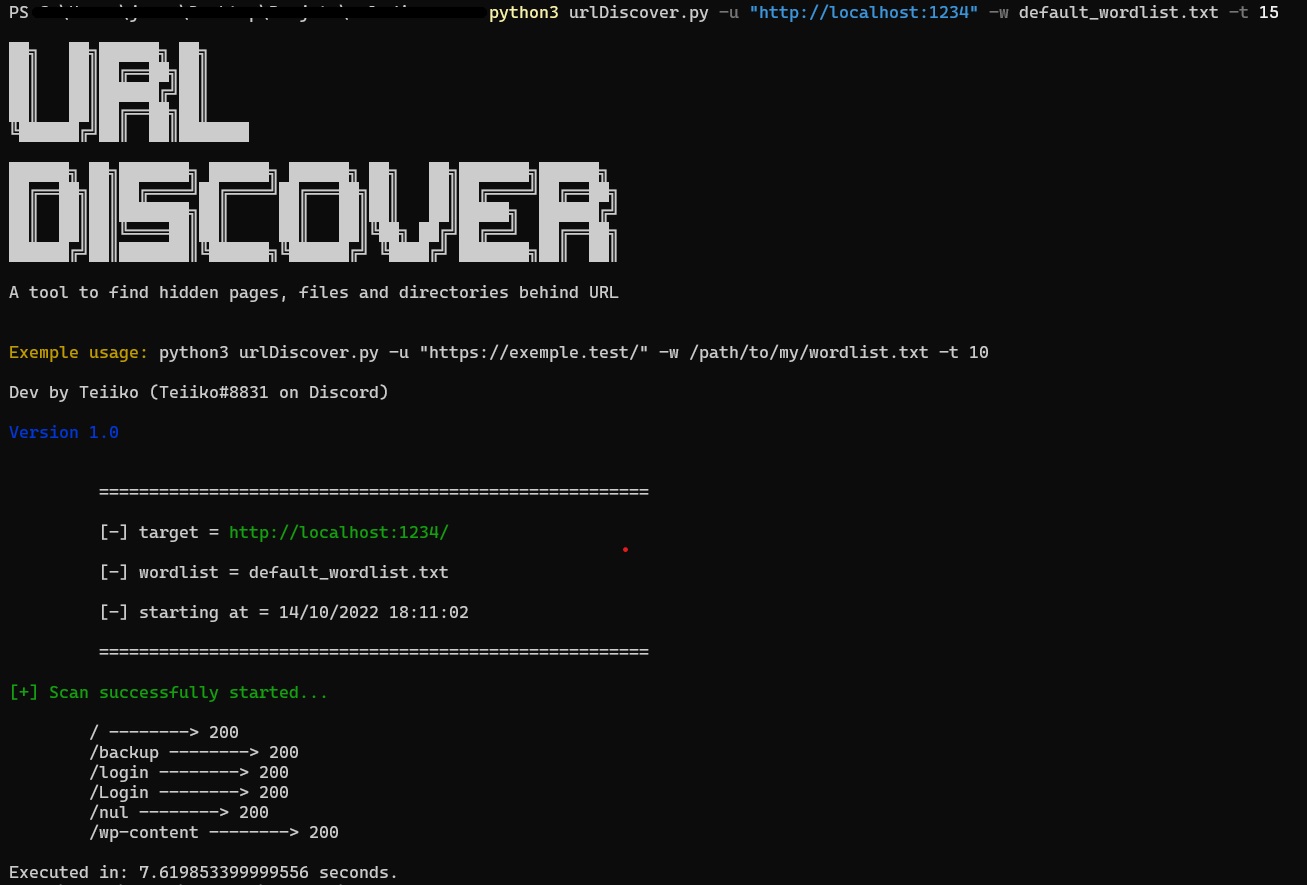 PS python3 urlDiscover.py -u "http://localhost:1234" -w default_wordlist.txt -t 15
URL
DISCOVER
A tool to find hidden pages, files and directories behind URL
Exemple usage: python3 urlDiscover.py -u "https://exemple.test/" -w /path/to/my/wordlist.txt -t 10
Dev by Teiiko (Teiiko#8831 on Discord)
Version 1.0
=======================================================
[-] target = http://localhost:1234/
[-] wordlist = default_wordlist.txt
[-] starting at = 14/10/2022 18:11:02
=======================================================
[+] Scan successfully started...
/ --------> 200
/backup --------> 200
/login --------> 200
/Login --------> 200
/nul --------> 200
/wp-content --------> 200
Executed in: 7.619853399999556 seconds.